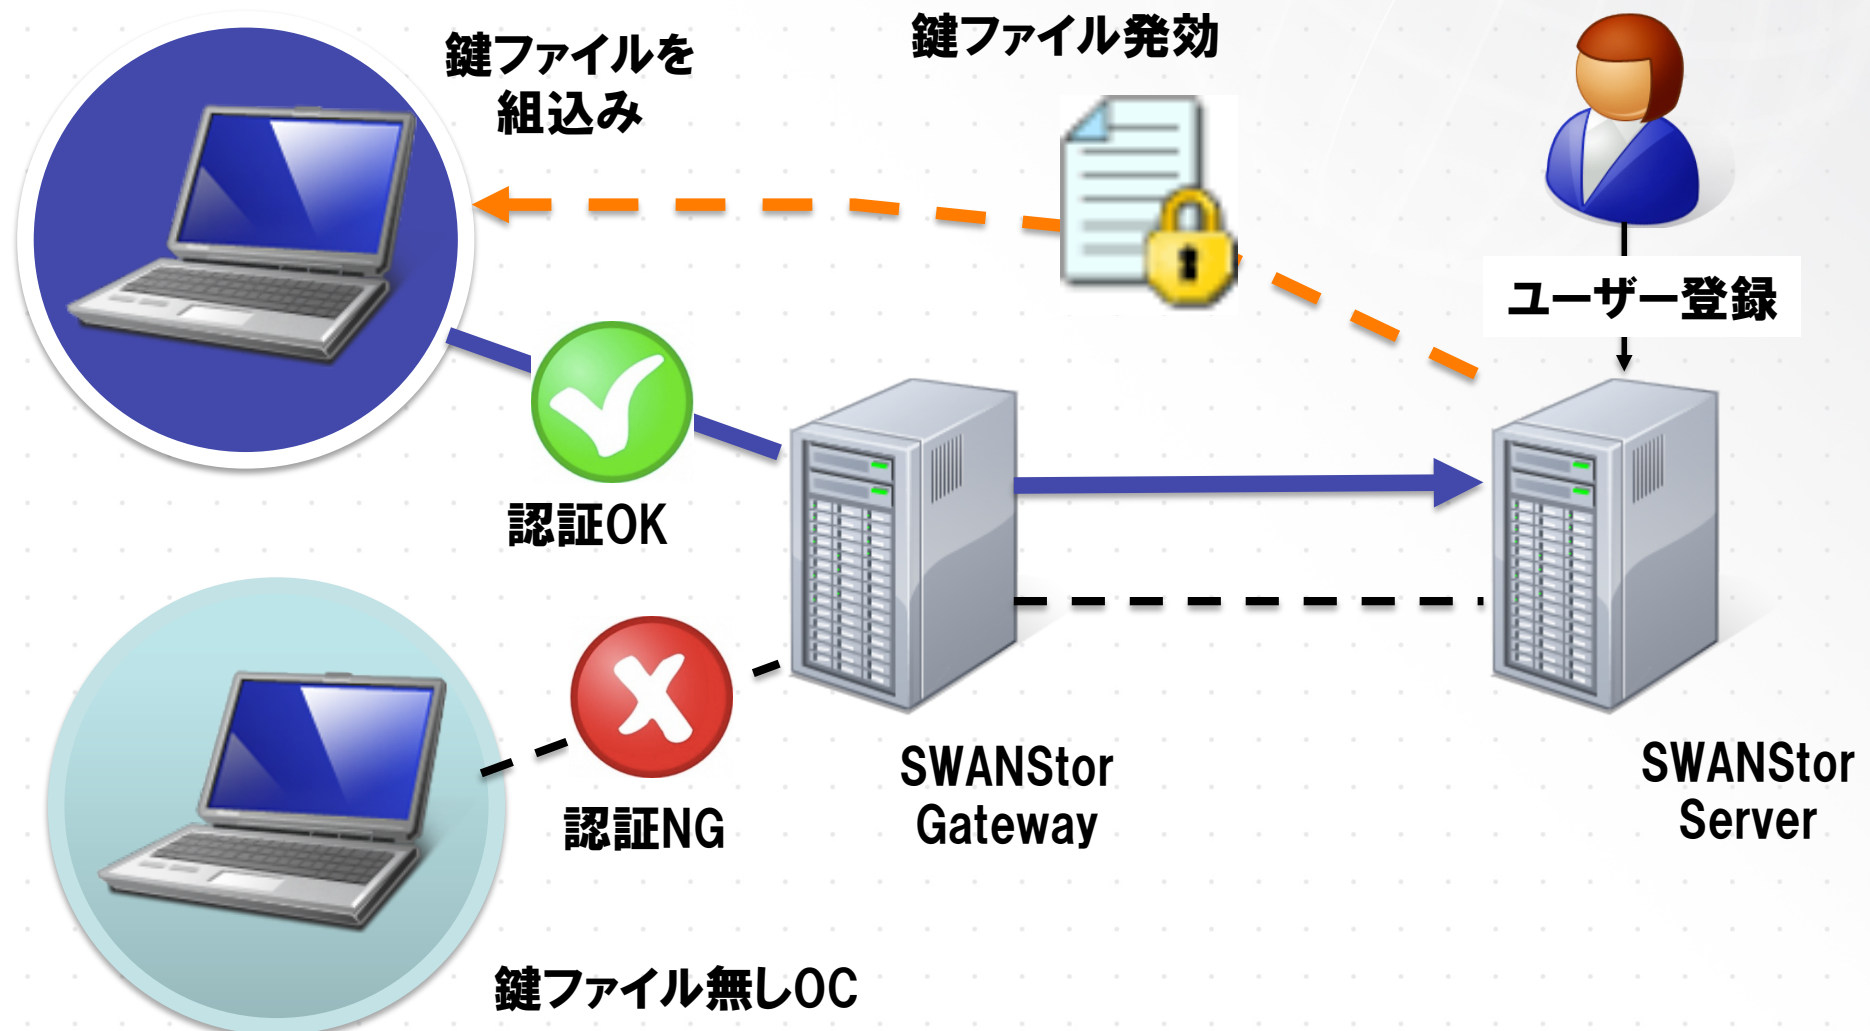 鍵ファイルを
組込み
鍵ファイル発効
ユーザー登録
認証OK
認証NG
SWANStor
Gateway
SWANStor
Server
鍵ファイル無しOC